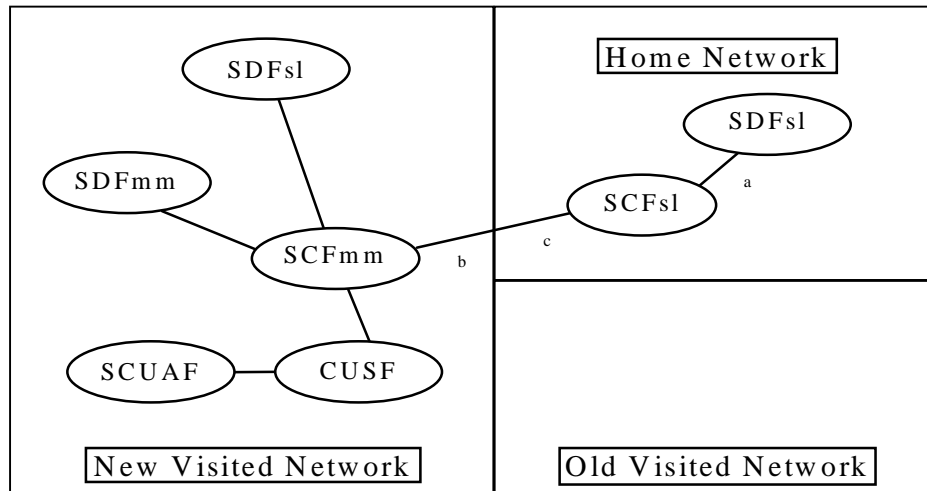 SDFsl
Home Network
SDFsl
SDFmm
a
SCFsl
SCFmm
b
c
SCUAF
CUSF
New Visited Network
Old Visited Network